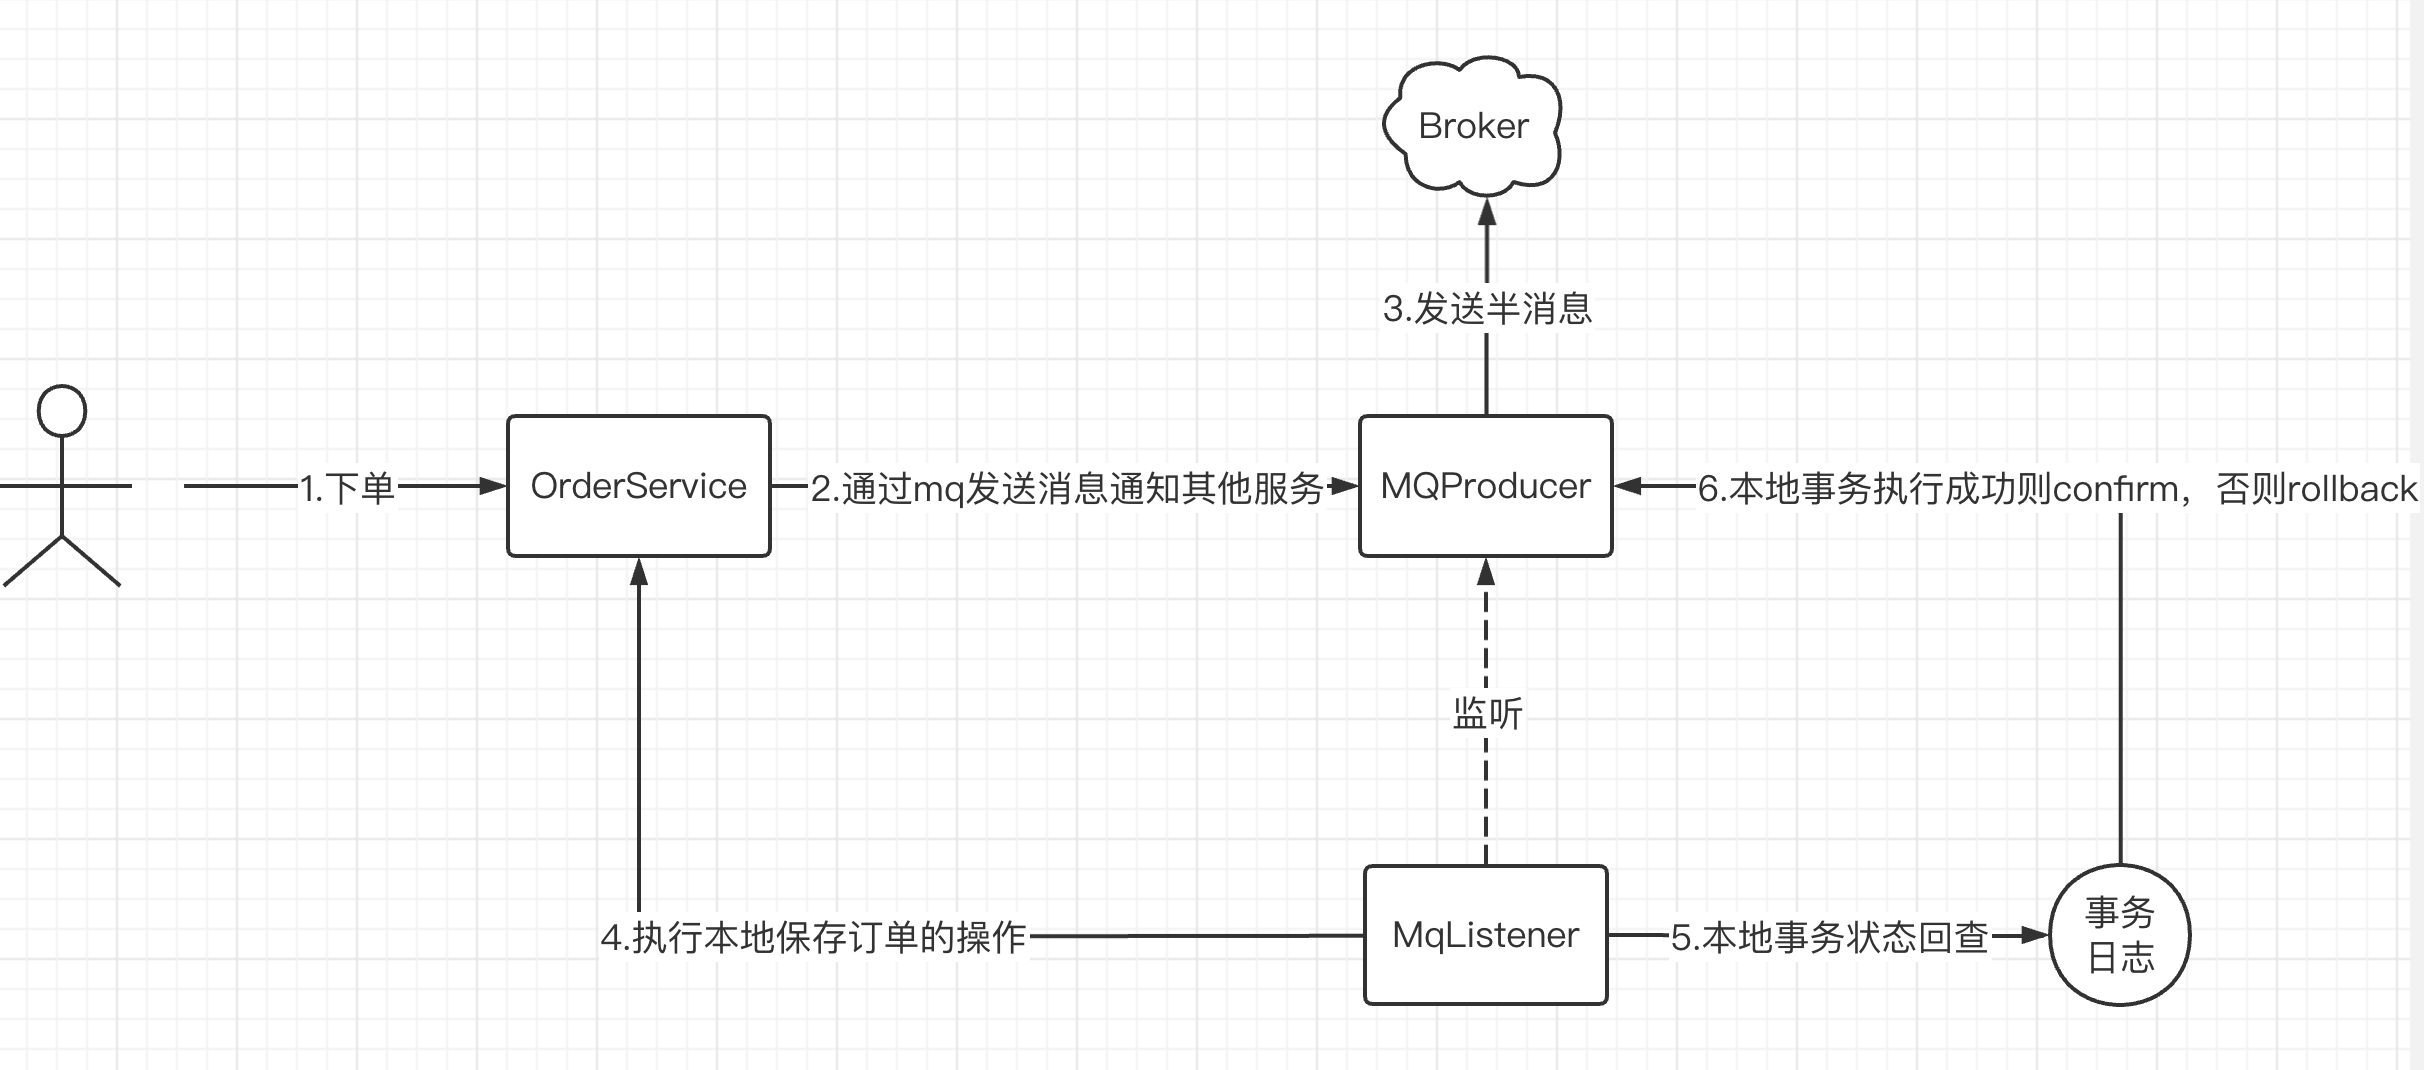 Broker
3.发送半消息
1.下单
OrderService
2.通过mq发送消息通知其他服务
MQProducer
6.本地事务执行成功则confirm，否则rollback
监听
4.执行本地保存订单的操作
MqListener
5.本地事务状态回查
事务
日志